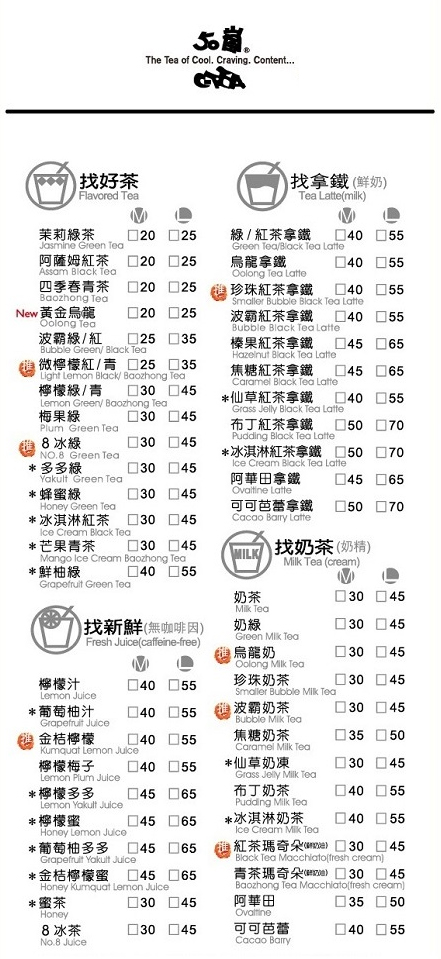 50嵐®
The Tea of Cool. Craving. Content...
找好茶
Flavored Tea
M L
茉莉綠茶 □20 □25
Jasmine Green Tea
阿薩姆紅茶 □20 □25
Assam Black Tea
四季春青茶 □20 □25
Baozhong Tea
New 黃金烏龍 □20 □25
Oolong Tea
波霸綠/紅 □25 □35
Bubble Green/ Black Tea
推 微檸檬紅/青 □25 □35
Light Lemon Black/ Baozhong Tea
檸檬綠/青 □30 □45
Lemon Green/ Baozhong Tea
梅果綠 □30 □45
Plum Green Tea
推 8冰綠 □30 □45
NO.8 Green Tea
*多多綠 □30 □45
Yakult Green Tea
*蜂蜜綠 □30 □45
Honey Green Tea
*冰淇淋紅茶 □30 □45
Ice Cream Black Tea
*芒果青茶 □30 □45
Mango Ice Cream Baozhong Tea
*鮮柚綠 □40 □55
Grapefruit Green Tea
找新鮮(無咖啡因)
Fresh Juice(caffeine-free)
M L
檸檬汁 □40 □55
Lemon Juice
*葡萄柚汁 □40 □55
Grapefruit Juice
推 金桔檸檬 □40 □55
Kumquat Lemon Juice
檸檬梅子 □40 □55
Lemon Plum Juice
*檸檬多多 □45 □65
Lemon Yakult Juice
*檸檬蜜 □45 □65
Honey Lemon Juice
*葡萄柚多多 □45 □65
Grapefruit Yakult Juice
*金桔檸檬蜜 □45 □65
Honey Kumquat Lemon Juice
*蜜茶 □30 □45
Honey
8冰茶 □30 □45
No.8 Juice
找拿鐵(鮮奶)
Tea Latte(milk)
M L
綠/紅茶拿鐵 □40 □55
Green Tea/Black Tea Latte
烏龍拿鐵 □40 □55
Oolong Tea Latte
推 珍珠紅茶拿鐵 □40 □55
Smaller Bubble Black Tea Latte
波霸紅茶拿鐵 □40 □55
Bubble Black Tea Latte
榛果紅茶拿鐵 □45 □65
Hazelnut Black Tea Latte
焦糖紅茶拿鐵 □45 □65
Caramel Black Tea Latte
*仙草紅茶拿鐵 □40 □55
Grass Jelly Black Tea Latte
布丁紅茶拿鐵 □50 □70
Pudding Black Tea Latte
*冰淇淋紅茶拿鐵 □50 □70
Ice Cream Black Tea Latte
阿華田拿鐵 □45 □65
Ovaltine Latte
可可芭蕾拿鐵 □50 □70
Cacao Barry Latte
MILK
找奶茶(奶精)
Milk Tea (cream)
M L
奶茶 □30 □45
Milk Tea
奶綠 □30 □45
Green Milk Tea
推 烏龍奶 □30 □45
Oolong Milk Tea
珍珠奶茶 □30 □45
Smaller Bubble Milk Tea
推 波霸奶茶 □30 □45
Bubble Milk Tea
焦糖奶茶 □35 □50
Caramel Milk Tea
*仙草奶凍 □30 □45
Grass Jelly Milk Tea
布丁奶茶 □40 □55
Pudding Milk Tea
*冰淇淋奶茶 □40 □55
Ice Cream Milk Tea
推 紅茶瑪奇朵(鮮奶油) □30 □45
Black Tea Macchiato(fresh cream)
青茶瑪奇朵(鮮奶油) □30 □45
Baozhong Tea Macchiato(fresh cream)
阿華田 □35 □50
Ovaltine
可可芭蕾 □40 □55
Cacao Barry